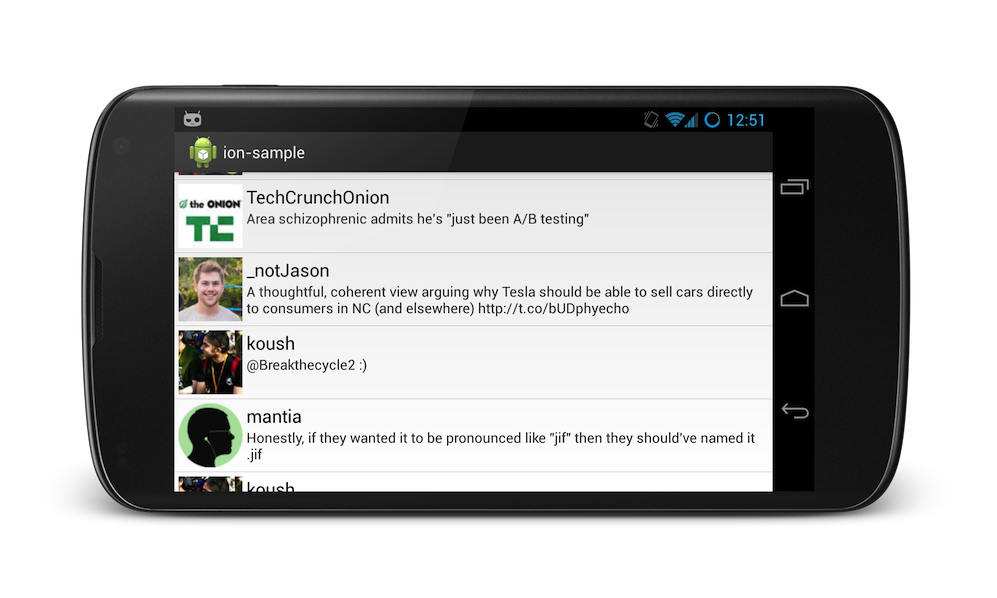 12:51
ion-sample
the ONION
TC
TechCrunchOnion
Area schizophrenic admits he's "just been A/B testing"
_notJason
A thoughtful, coherent view arguing why Tesla should be able to sell cars directly
to consumers in NC (and elsewhere) http://t.co/bUDphyecho
koush
@Breakthecycle2 :)
mantia
Honestly, if they wanted it to be pronounced like "jif" then they should've named it
.jif
koush